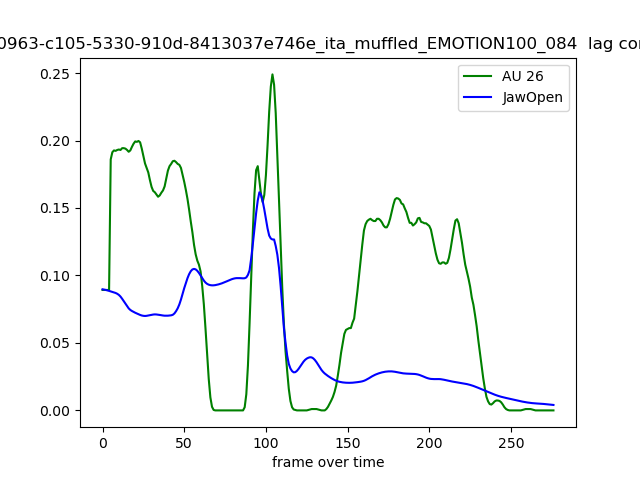 0963-c105-5330-910d-8413037e746e_ita_muffled_EMOTION100_084 lag
AU 26
JawOpen
0.25
0.20
0.15
0.10
0.05
0.00
0 50 100 150 200 250
frame over time